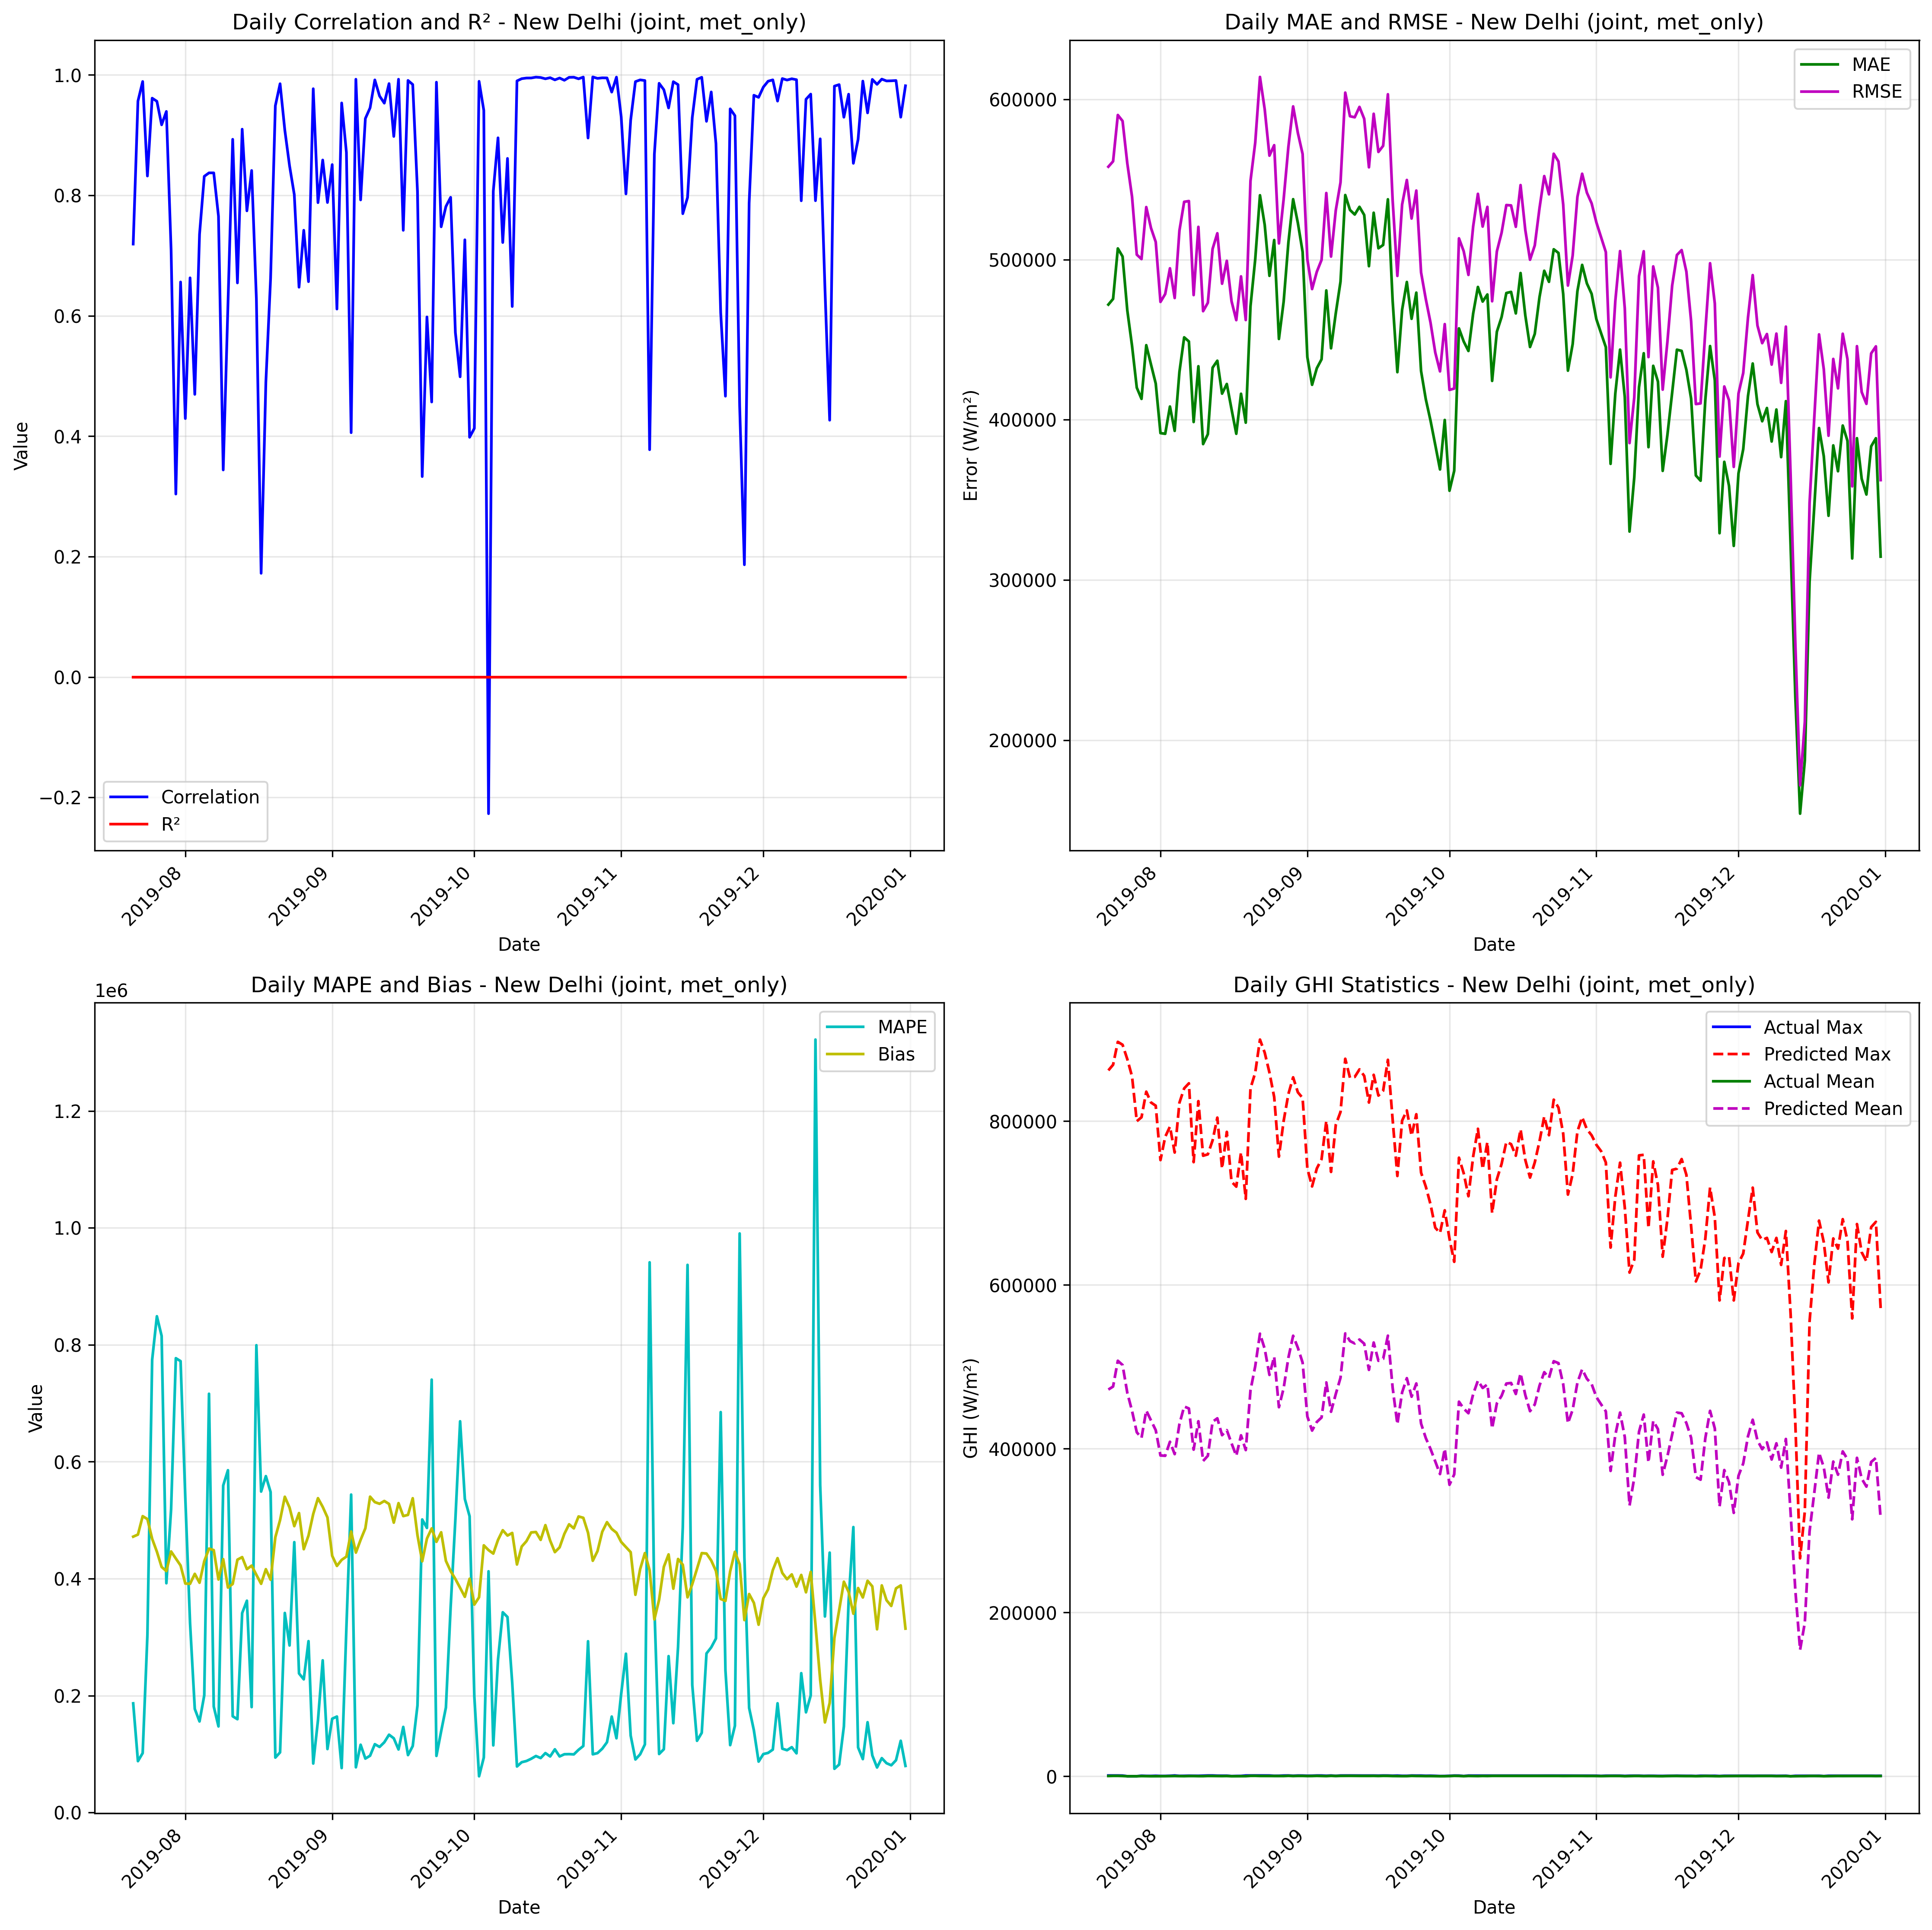 Daily Correlation and R² - New Delhi (joint, met_only)
1.0
0.8
0.6
0.4
0.2
0.0
−0.2
Value
Correlation
R²
2019-08
2019-09
2019-10
2019-11
2019-12
2020-01
Date
Daily MAE and RMSE - New Delhi (joint, met_only)
MAE
RMSE
600000
500000
400000
300000
200000
Error (W/m²)
2019-08
2019-09
2019-10
2019-11
2019-12
2020-01
Date
Daily MAPE and Bias - New Delhi (joint, met_only)
1e6
MAPE
Bias
1.2
1.0
0.8
0.6
0.4
0.2
0.0
Value
2019-08
2019-09
2019-10
2019-11
2019-12
2020-01
Date
Daily GHI Statistics - New Delhi (joint, met_only)
Actual Max
Predicted Max
Actual Mean
Predicted Mean
800000
600000
400000
200000
0
GHI (W/m²)
2019-08
2019-09
2019-10
2019-11
2019-12
2020-01
Date